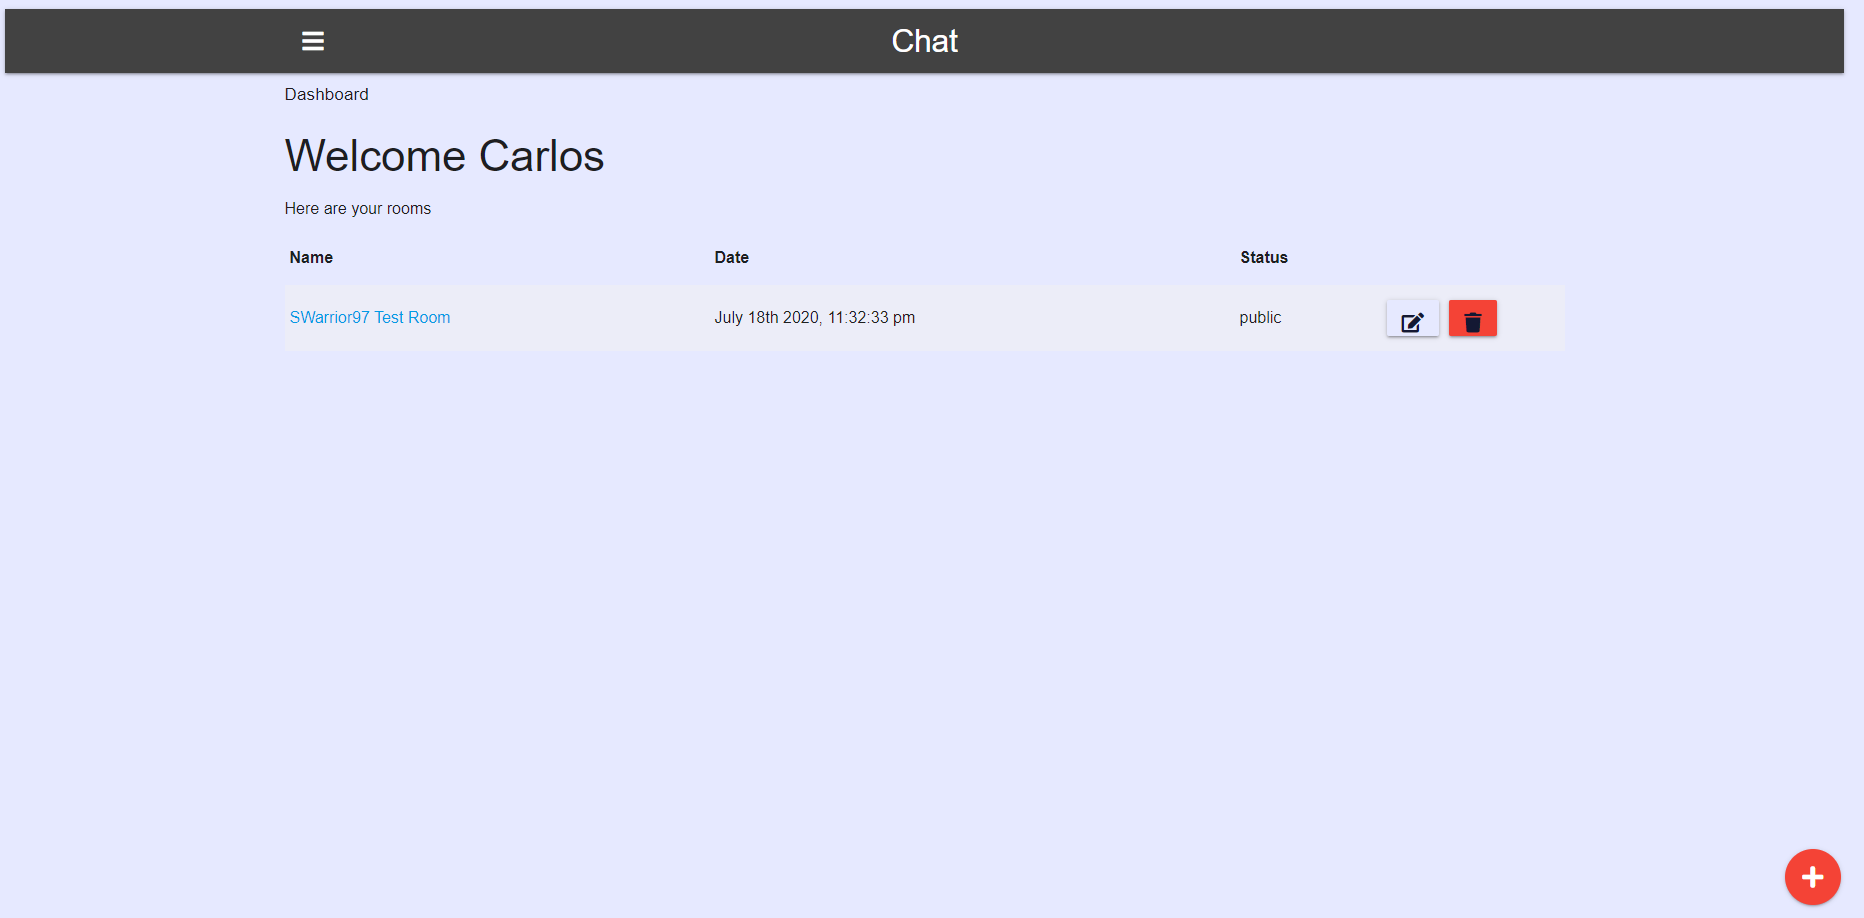 Chat
Dashboard
Welcome Carlos
Here are your rooms
Name Date Status
SWarrior97 Test Room July 18th 2020, 11:32:33 pm public